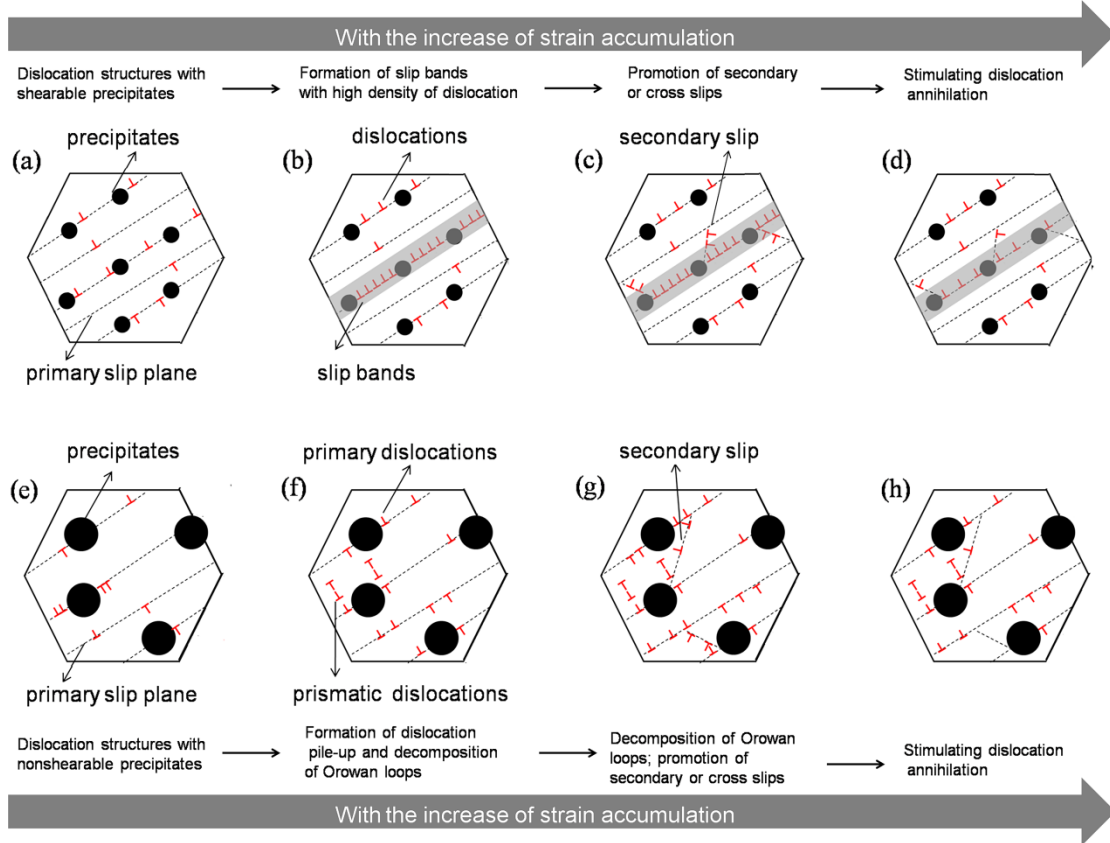 With the increase of strain accumulation
Dislocation structures with
shearable precipitates
Formation of slip bands
with high density of dislocation
Promotion of secondary
or cross slips
Stimulating dislocation
annihilation
precipitates
dislocations
secondary slip
(a)
(b)
(c)
(d)
primary slip plane
slip bands
precipitates
primary dislocations
secondary slip
(e)
(f)
(g)
(h)
primary slip plane
prismatic dislocations
Dislocation structures with
nonshearable precipitates
Formation of dislocation
pile-up and decomposition
of Orowan loops
Decomposition of Orowan
loops; promotion of
secondary or cross slips
Stimulating dislocation
annihilation
With the increase of strain accumulation